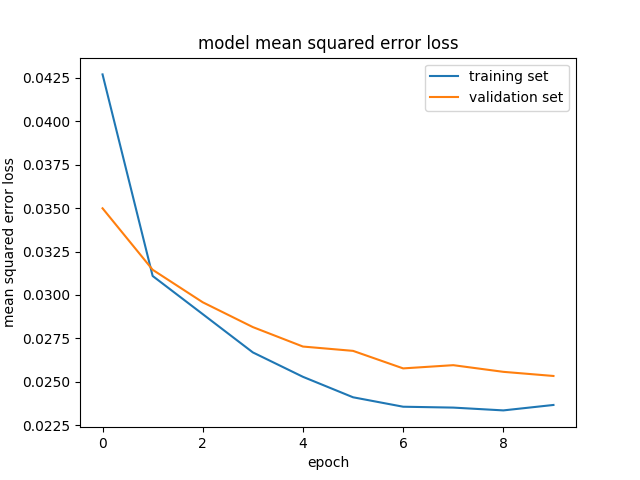 model mean squared error loss
training set
validation set
0.0425
0.0400
0.0375
0.0350
0.0325
0.0300
0.0275
0.0250
0.0225
mean squared error loss
0 2 4 6 8
epoch